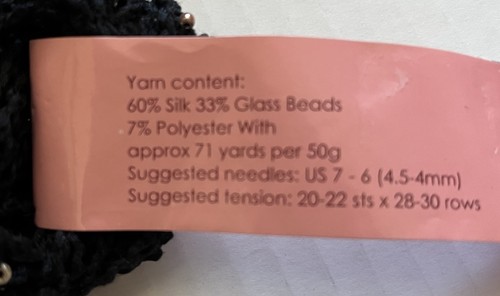 Yarn content:
60% Silk 33% Glass Beads
7% Polyester With
approx 71 yards per 50g
Suggested needles: US 7 - 6 (4.5-4mm)
Suggested tension: 20-22 sts x 28-30 rows